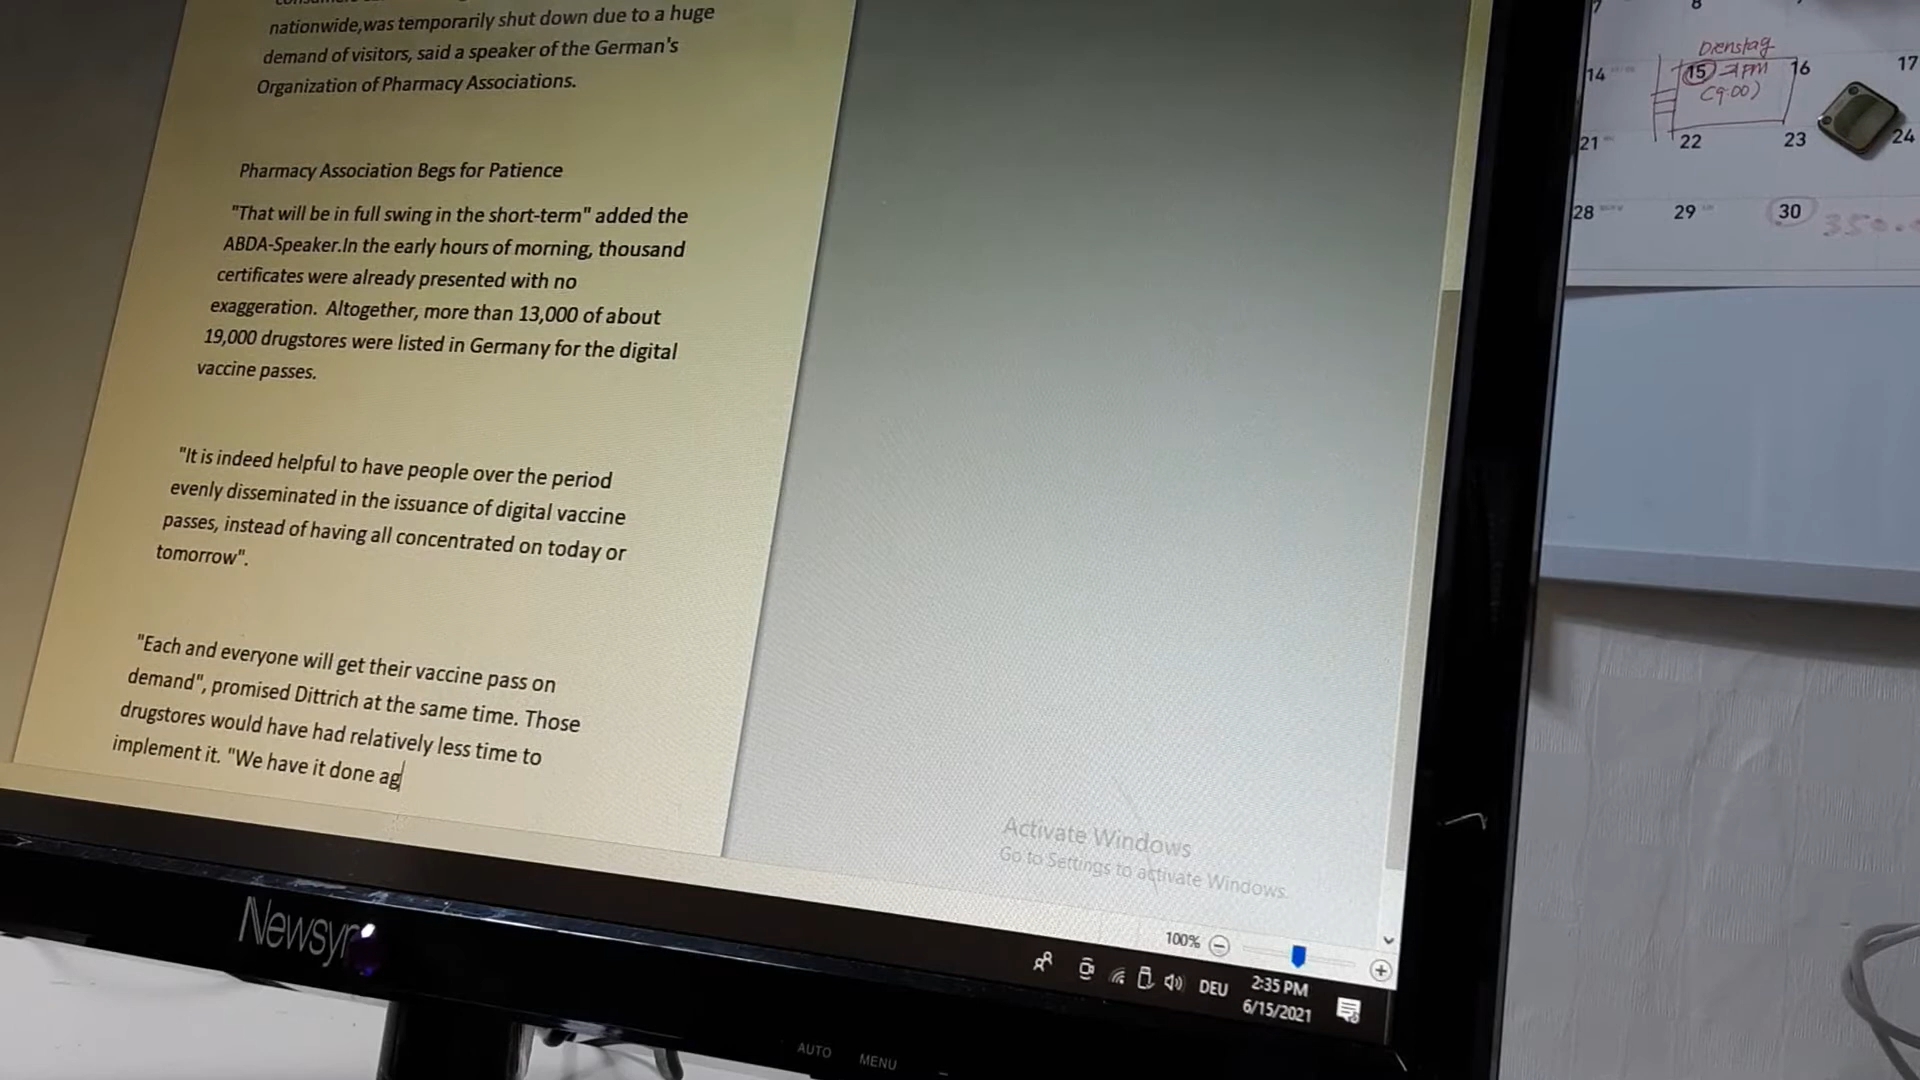 nationwide,was temporarily shut down due to a huge
demand of visitors, said a speaker of the German's
Organization of Pharmacy Associations.
Pharmacy Association Begs for Patience
"That will be in full swing in the short-term" added the
ABDA-Speaker.In the early hours of morning, thousand
certificates were already presented with no
exaggeration. Altogether, more than 13,000 of about
19,000 drugstores were listed in Germany for the digital
vaccine passes.
"It is indeed helpful to have people over the period
evenly disseminated in the issuance of digital vaccine
passes, instead of having all concentrated on today or
tomorrow".
"Each and everyone will get their vaccine pass on
demand", promised Dittrich at the same time. Those
drugstores would have had relatively less time to
implement it. "We have it done ag
Activate Windows
Go to Settings to activate Windows.
100%
DEU
2:35 PM
6/15/2021
AUTO MENU
7 8
Dienstag
14 15 16 17
(9:00)
21 22 23 24
28 29 30